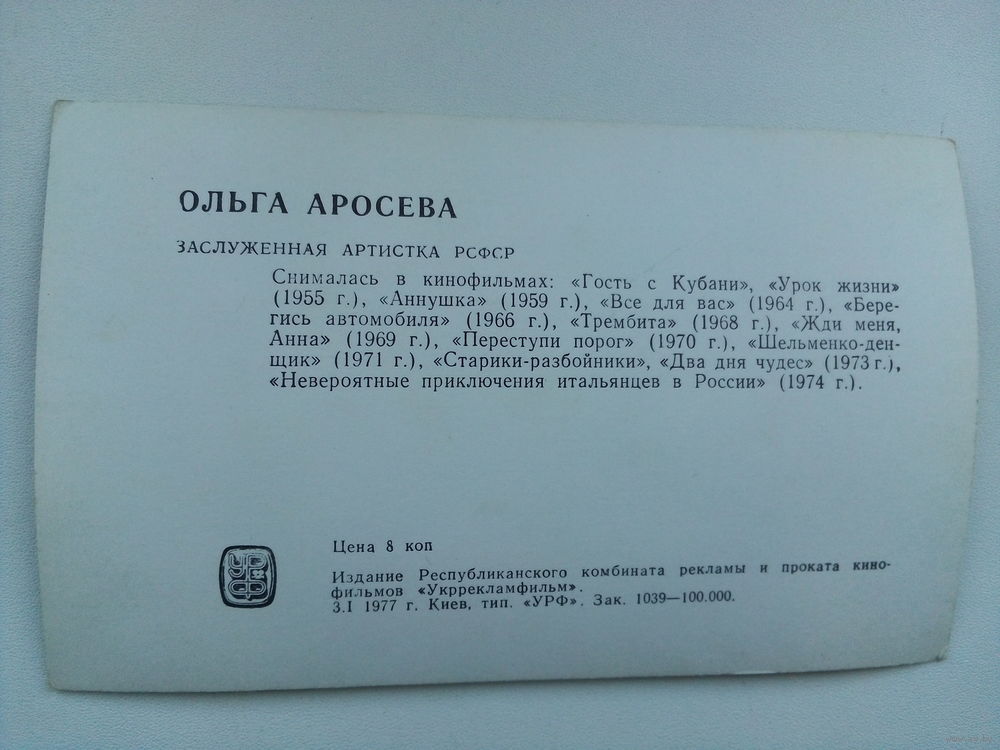 ОЛЬГА АРОСЕВА
ЗАСЛУЖЕННАЯ АРТИСТКА РСФСР
Снималась в кинофильмах: «Гость с Кубани», «Урок жизни»
(1955 г.), «Аннушка» (1959 г.), «Все для вас» (1964 г.), «Бере-
гись автомобиля» (1966 г.), «Трембита» (1968 г.), «Жди меня,
Анна» (1969 г.), «Переступи порог» (1970 г.), «Шельменко-ден-
щик» (1971 г.), «Старики-разбойники», «Два дня чудес» (1973 г.),
«Невероятные приключения итальянцев в России» (1974 г.).
Цена 8 коп
Издание Республиканского комбината рекламы и проката кино-
фильмов «Укррекламфильм».
3.I 1977 г. Киев, тип. «УРФ». Зак. 1039—100.000.